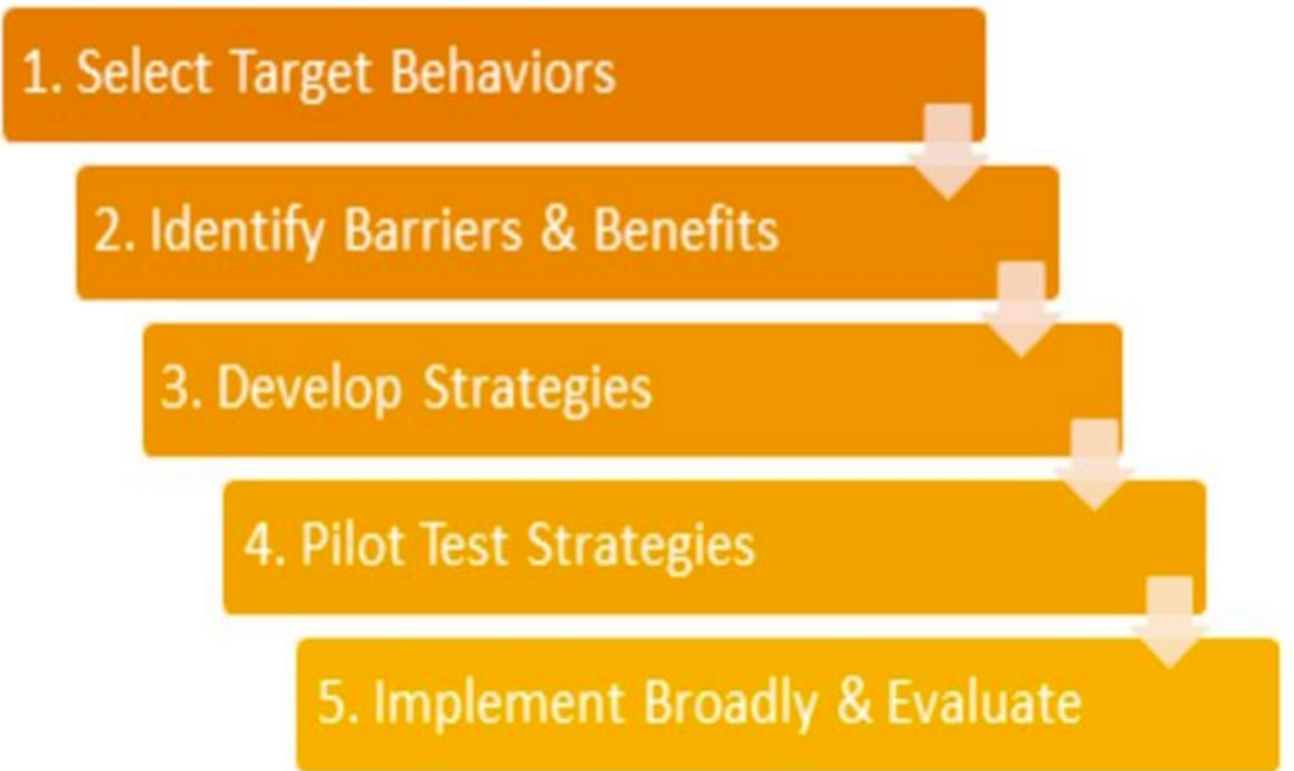 1. Select Target Behaviors
2. Identify Barriers & Benefits
3. Develop Strategies
4. Pilot Test Strategies
5. Implement Broadly & Evaluate